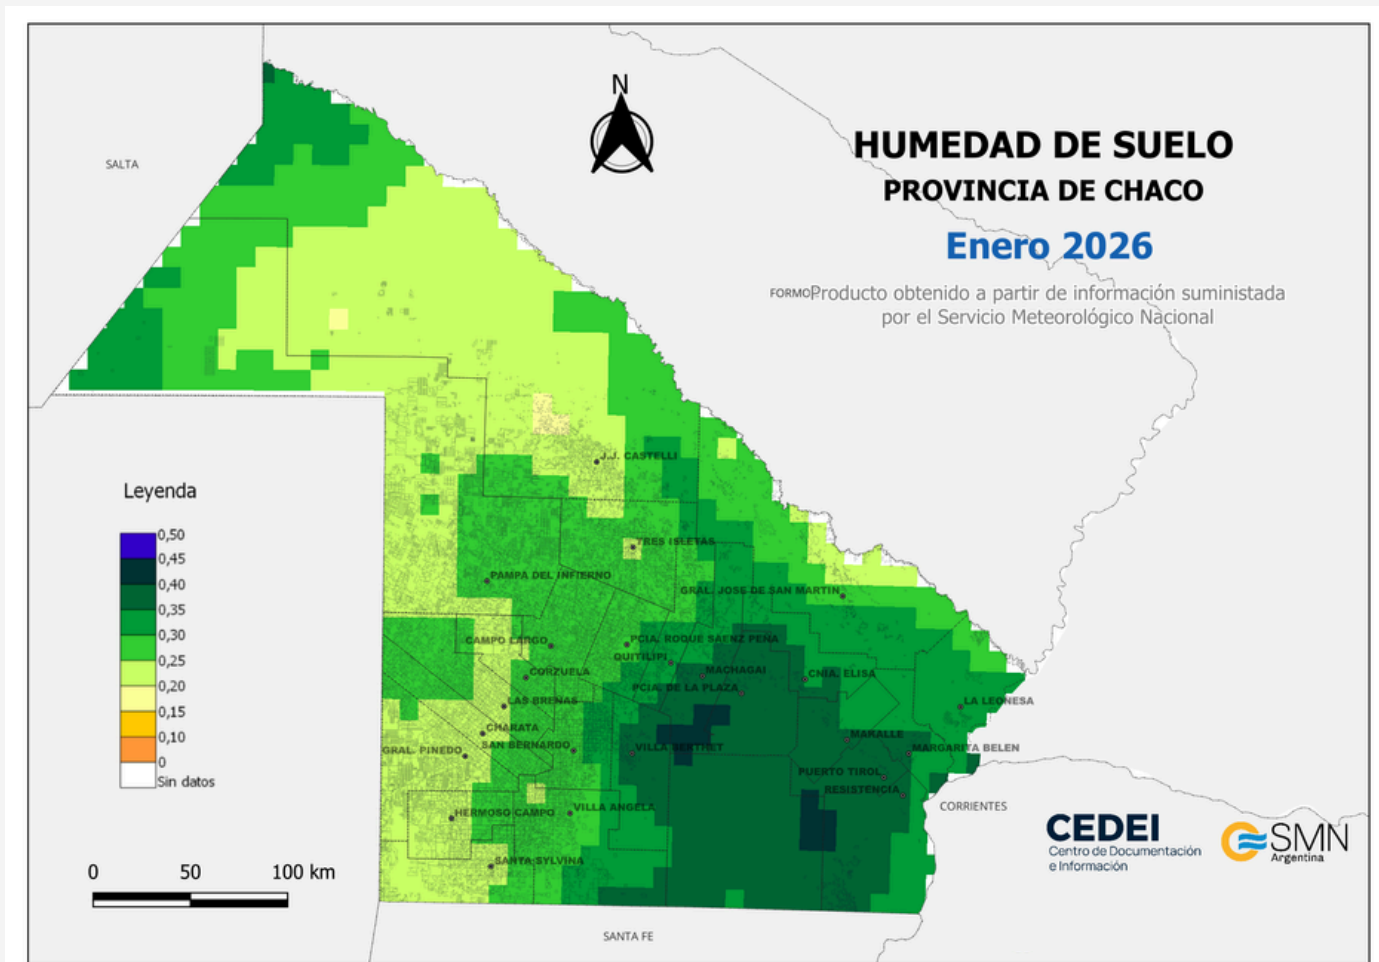 N
HUMEDAD DE SUELO
PROVINCIA DE CHACO
Enero 2026
FORMO
Producto obtenido a partir de información suministada
por el Servicio Meteorológico Nacional
SALTA
J.J. CASTELLI
TRES ISLETAS
PAMPA DEL INFIERNO
GRAL. JOSE DE SAN MARTIN
CAMPO LARGO
PCIA. ROQUE SAENZ PEÑA
QUITILIPI
MACHAGAI
CORZUELA
CNIA. ELISA
PCIA. DE LA PLAZA
LAS BREÑAS
LA LEONESA
CHARATA
MAKALLE
GRAL. PINEDO
SAN BERNARDO
VILLA BERTHET
MARGARITA BELEN
PUERTO TIROL
RESISTENCIA
HERMOSO CAMPO
VILLA ANGELA
SANTA SYLVINA
CORRIENTES
SANTA FE
Leyenda
0,50
0,45
0,40
0,35
0,30
0,25
0,20
0,15
0,10
0
Sin datos
0 50 100 km
CEDEI
Centro de Documentación
e Información
SMN
Argentina